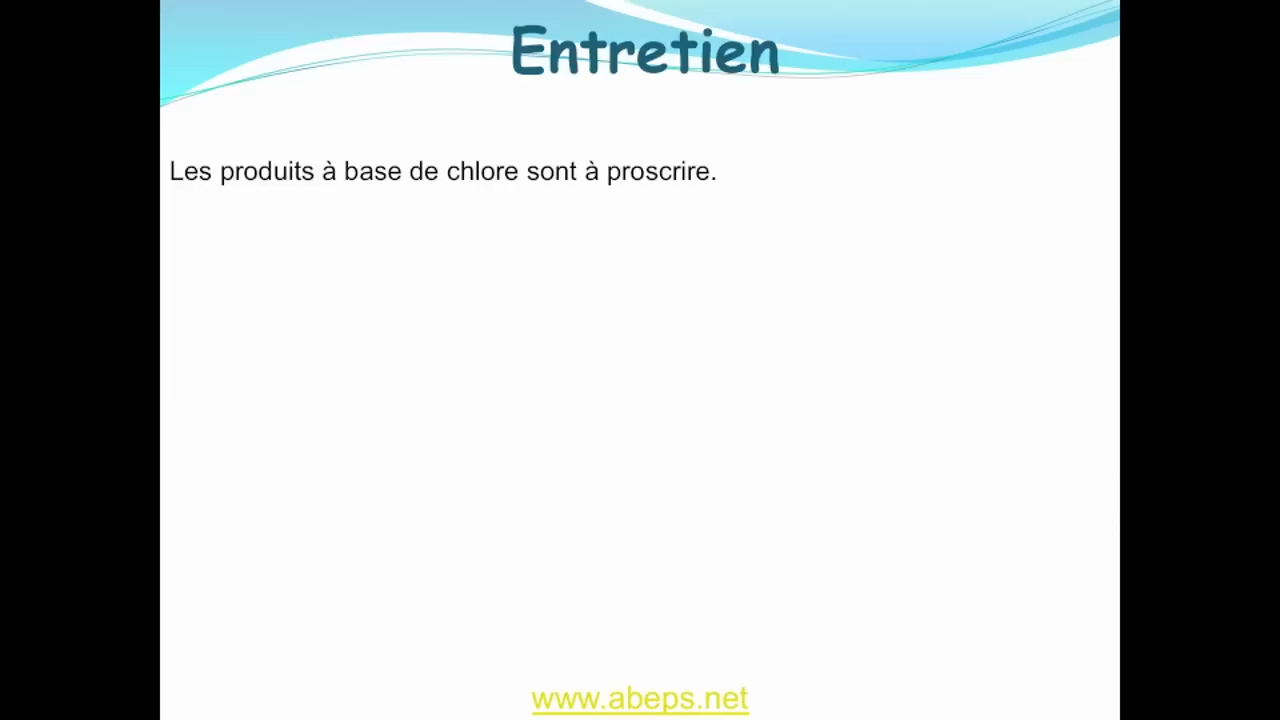 Entretien
Les produits à base de chlore sont à proscrire.
www.abeps.net